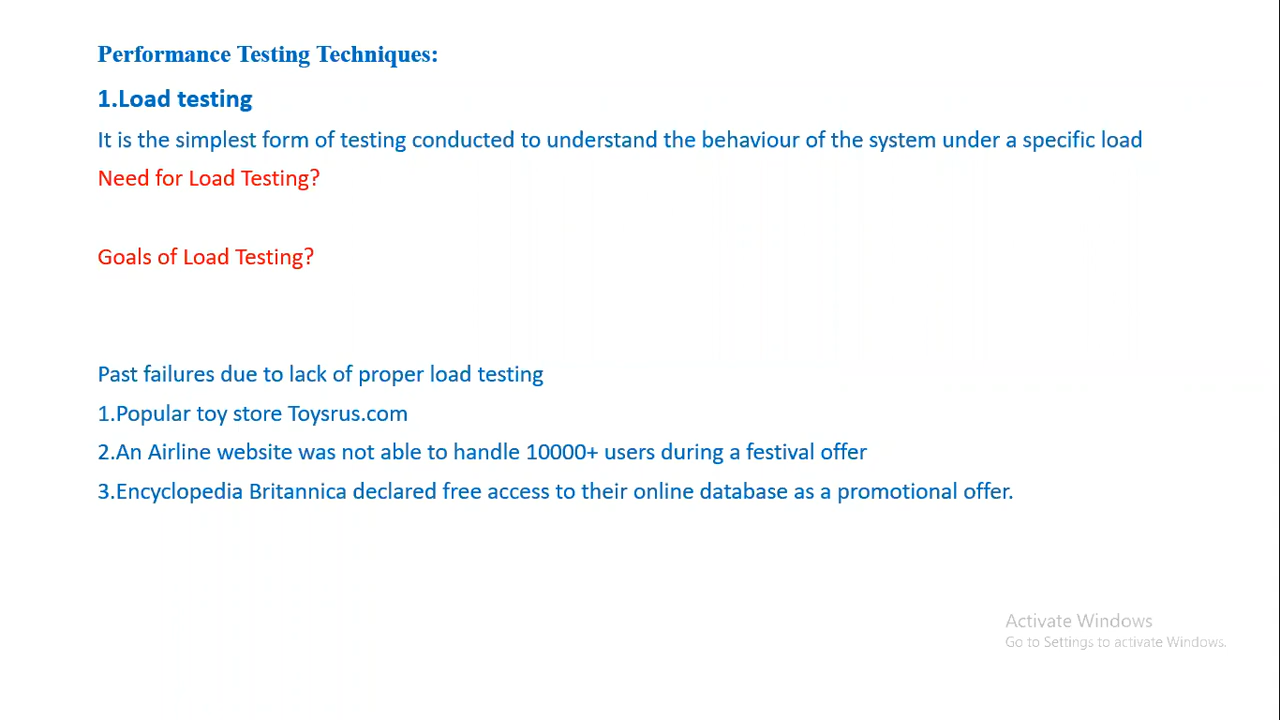 Performance Testing Techniques:
1.Load testing
It is the simplest form of testing conducted to understand the behaviour of the system under a specific load
Need for Load Testing?
Goals of Load Testing?
Past failures due to lack of proper load testing
1.Popular toy store Toysrus.com
2.An Airline website was not able to handle 10000+ users during a festival offer
3.Encyclopedia Britannica declared free access to their online database as a promotional offer.
Activate Windows
Go to Settings to activate Windows.